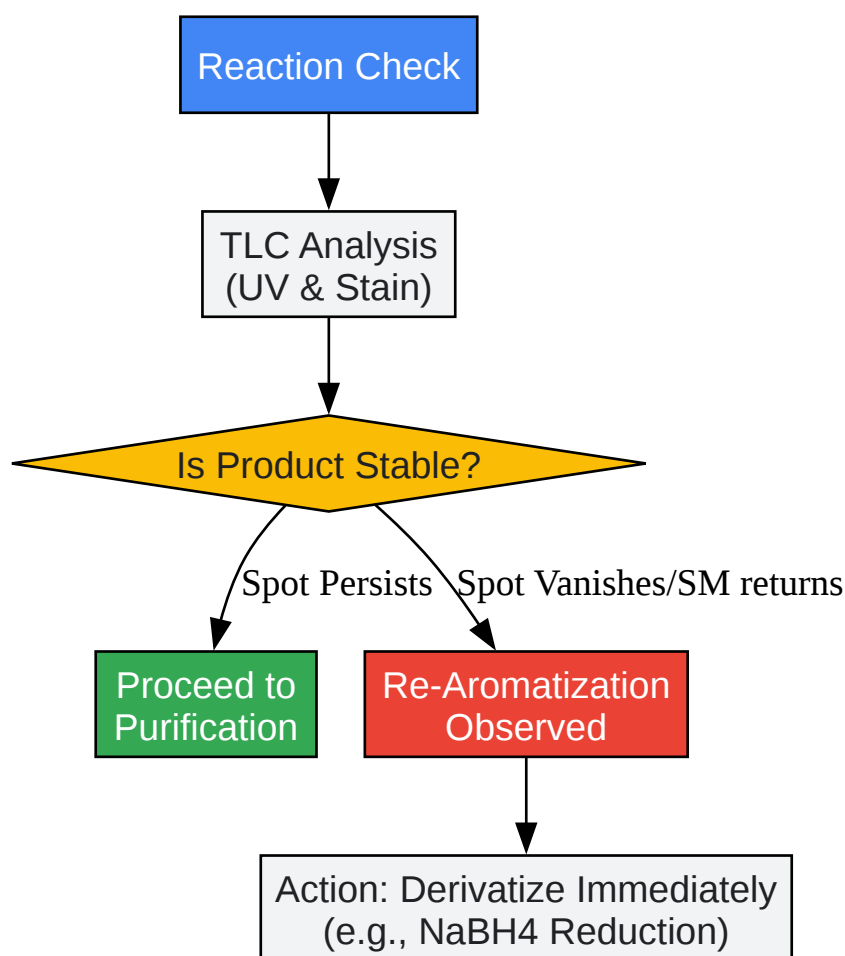 Reaction Check
TLC Analysis
(UV & Stain)
Is Product Stable?
Spot Persists
Spot Vanishes/SM returns
Proceed to
Purification
Re-Aromatization
Observed
Action: Derivatize Immediately
(e.g., NaBH4 Reduction)